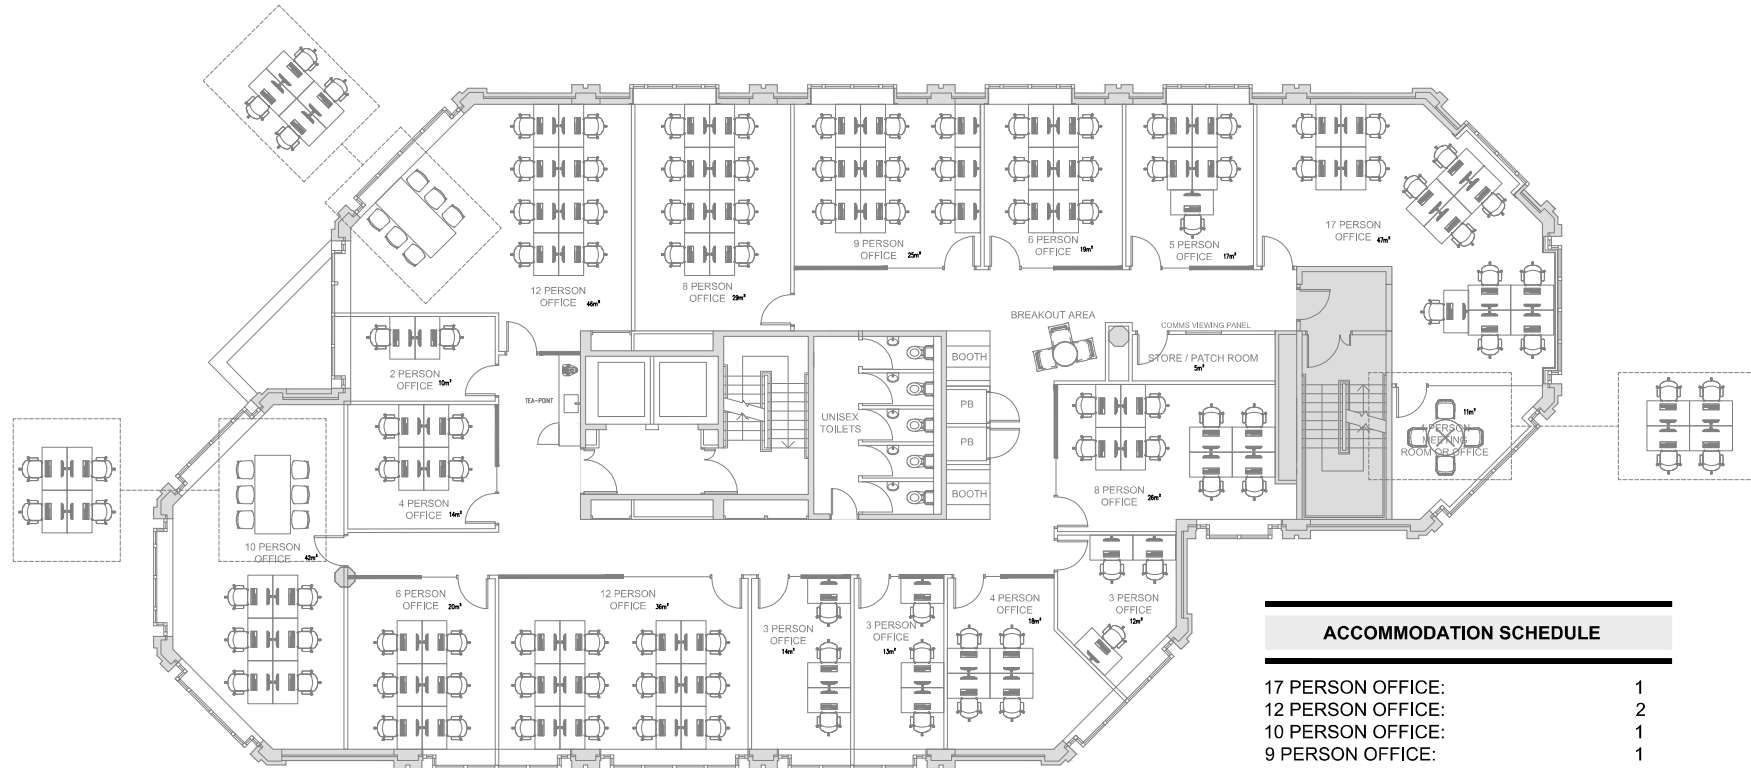 9 PERSON
OFFICE 25m²
6 PERSON
OFFICE 19m²
5 PERSON
OFFICE 17m²
17 PERSON
OFFICE 47m²
12 PERSON
OFFICE 46m²
8 PERSON
OFFICE 29m²
BREAKOUT AREA
COMMS VIEWING PANEL
STORE / PATCH ROOM
5m²
2 PERSON
OFFICE 10m²
TEA-POINT
UNISEX
TOILETS
BOOTH
PB
PB
BOOTH
11m²
4 PERSON
MEETING
ROOM OR OFFICE
4 PERSON
OFFICE 14m²
8 PERSON
OFFICE 26m²
10 PERSON
OFFICE 42m²
6 PERSON
OFFICE 20m²
12 PERSON
OFFICE 36m²
3 PERSON
OFFICE
14m²
3 PERSON
OFFICE
13m²
4 PERSON
OFFICE
18m²
3 PERSON
OFFICE
12m²
ACCOMMODATION SCHEDULE
17 PERSON OFFICE: 1
12 PERSON OFFICE: 2
10 PERSON OFFICE: 1
9 PERSON OFFICE: 1